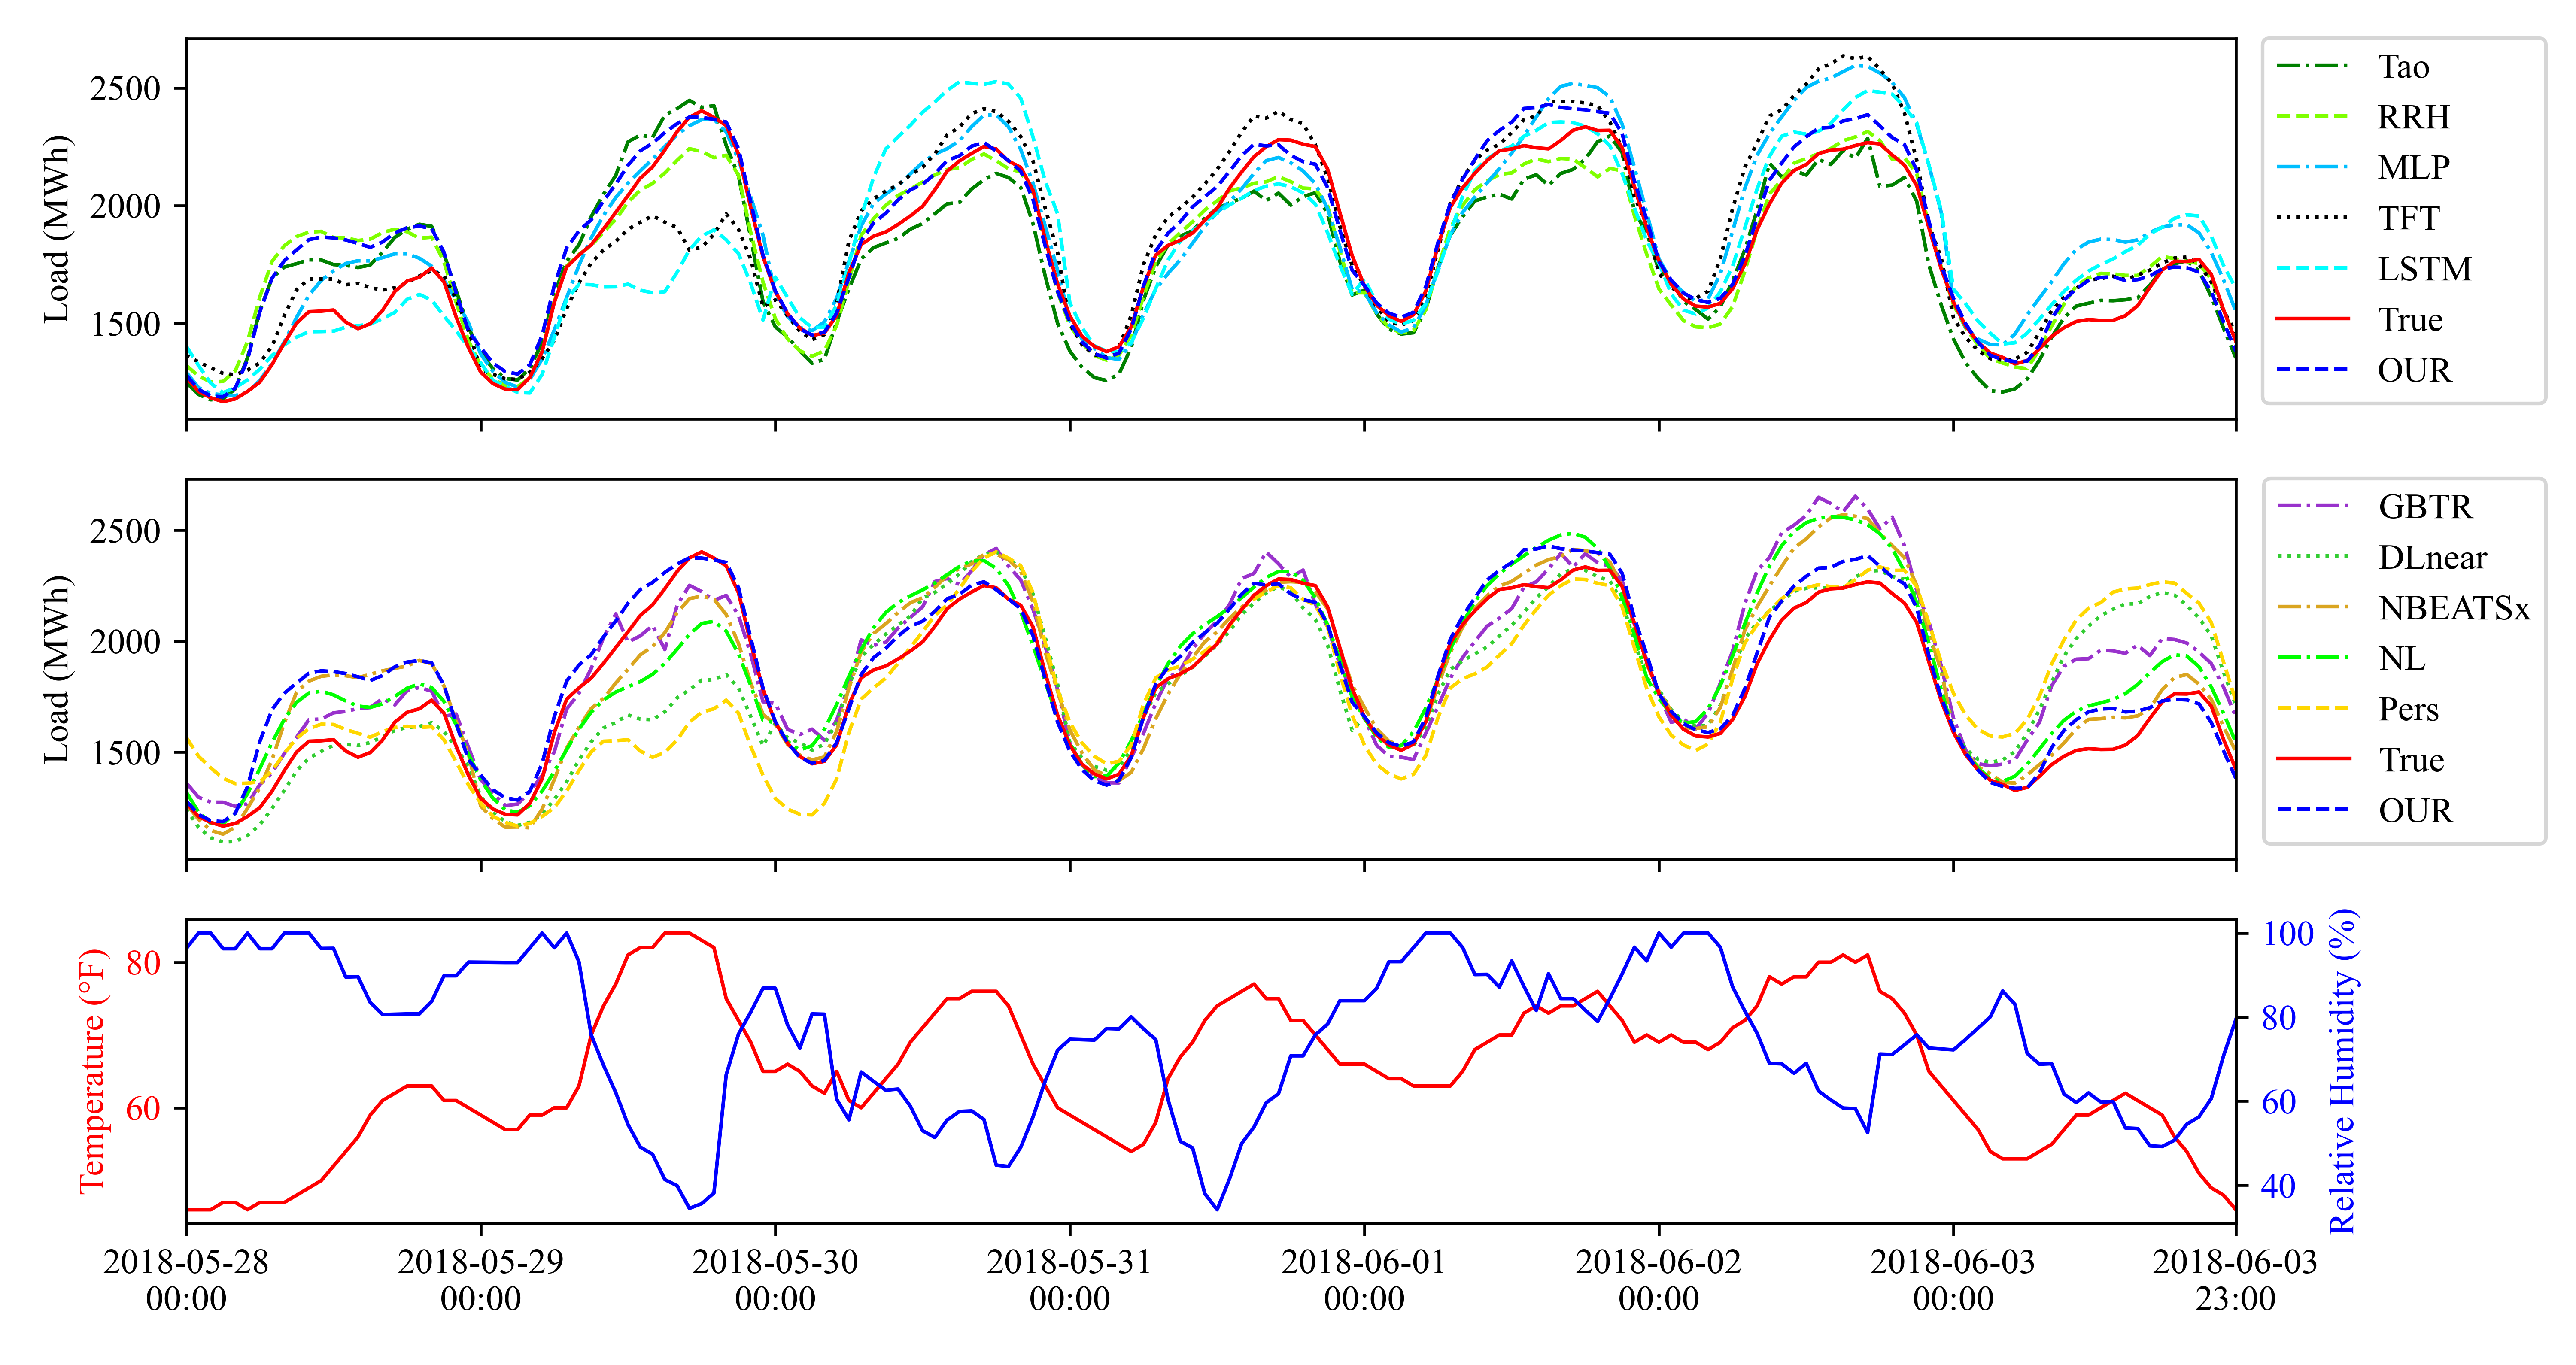 Load (MWh)
2500
2000
1500
Tao
RRH
MLP
TFT
LSTM
True
OUR
Load (MWh)
2500
2000
1500
GBTR
DLnear
NBEATSx
NL
Pers
True
OUR
Temperature (°F)
80
60
100
80
60
40
Relative Humidity (%)
2018-05-28
00:00
2018-05-29
00:00
2018-05-30
00:00
2018-05-31
00:00
2018-06-01
00:00
2018-06-02
00:00
2018-06-03
00:00
2018-06-03
23:00